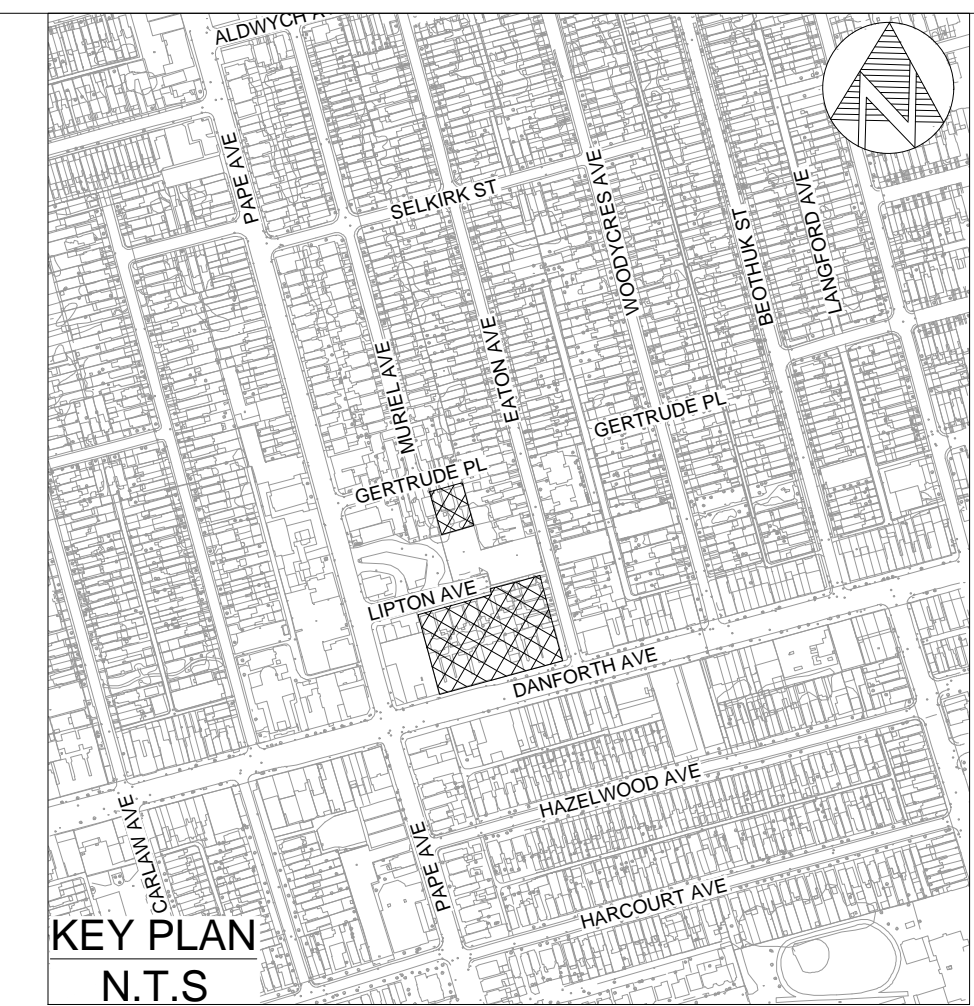 ALDWYCH A
N
PAPE AVE
SELKIRK ST
WOODYCRES AVE
LANGFORD AVE
BEOTHUK ST
MURIEL AVE
EATON AVE
GERTRUDE PL
GERTRUDE PL
LIPTON AVE
DANFORTH AVE
HAZELWOOD AVE
CARLAW AVE
PAPE AVE
HARCOURT AVE
KEY PLAN
N.T.S